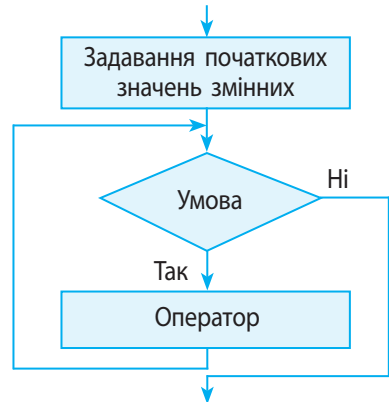 Задавання початкових
значень змінних
Умова
Ні
Так
Оператор